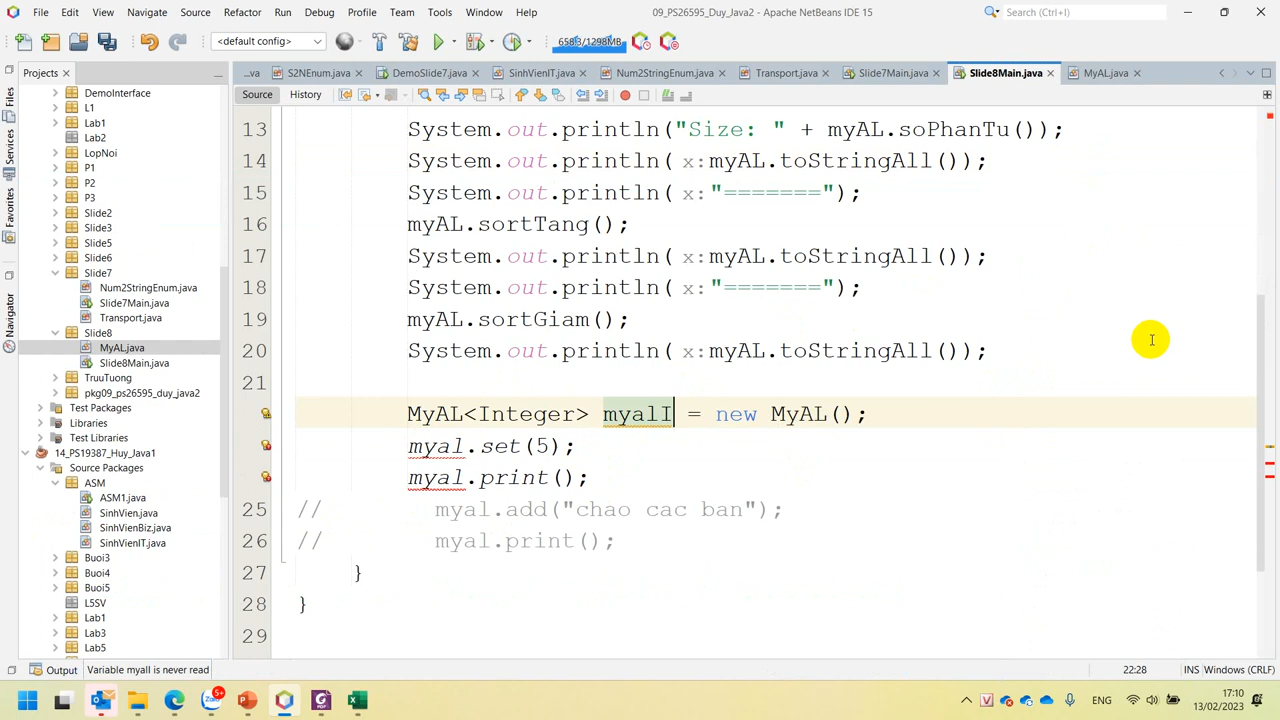 File Edit View Navigate Source Refactor Run Debug Profile Team Tools Window Help 09_PS26595_Duy_Java2 - Apache NetBeans IDE 15 Search (Ctrl+I)
<default config> 658.3/1298MB
Projects ...va S2NEnum.java DemoSlide7.java SinhVienIT.java Num2StringEnum.java Transport.java Slide7Main.java Slide8Main.java MyAL.java
Source History
Files
Services
Favorites
Navigator
DemoInterface
L1
Lab1
Lab2
LopNoi
P1
P2
P3
Slide2
Slide3
Slide5
Slide6
Slide7
Num2StringEnum.java
Slide7Main.java
Transport.java
Slide8
MyAL.java
Slide8Main.java
TruuTuong
pkg09_ps26595_duy_java2
Test Packages
Libraries
Test Libraries
14_PS19387_Huy_Java1
Source Packages
ASM
ASM1.java
SinhVien.java
SinhVienBiz.java
SinhVienIT.java
Buoi3
Buoi4
Buoi5
L5SV
Lab1
Lab3
Lab5
13 System.out.println("Size: " + myAL.soPhanTu());
14 System.out.println( x:myAL.toStringAll());
15 System.out.println( x:"=======");
16 myAL.sortTang();
17 System.out.println( x:myAL.toStringAll());
18 System.out.println( x:"=======");
19 myAL.sortGiam();
20 System.out.println( x:myAL.toStringAll());
21
MyAL<Integer> myalI = new MyAL();
myal.set(5);
myal.print();
25 // myal.add("chao cac ban");
26 // myal.print();
27 }
28 }
29
Output Variable myalI is never read 22:28 INS Windows (CRLF)
Zalo 5+ ENG 17:10
13/02/2023